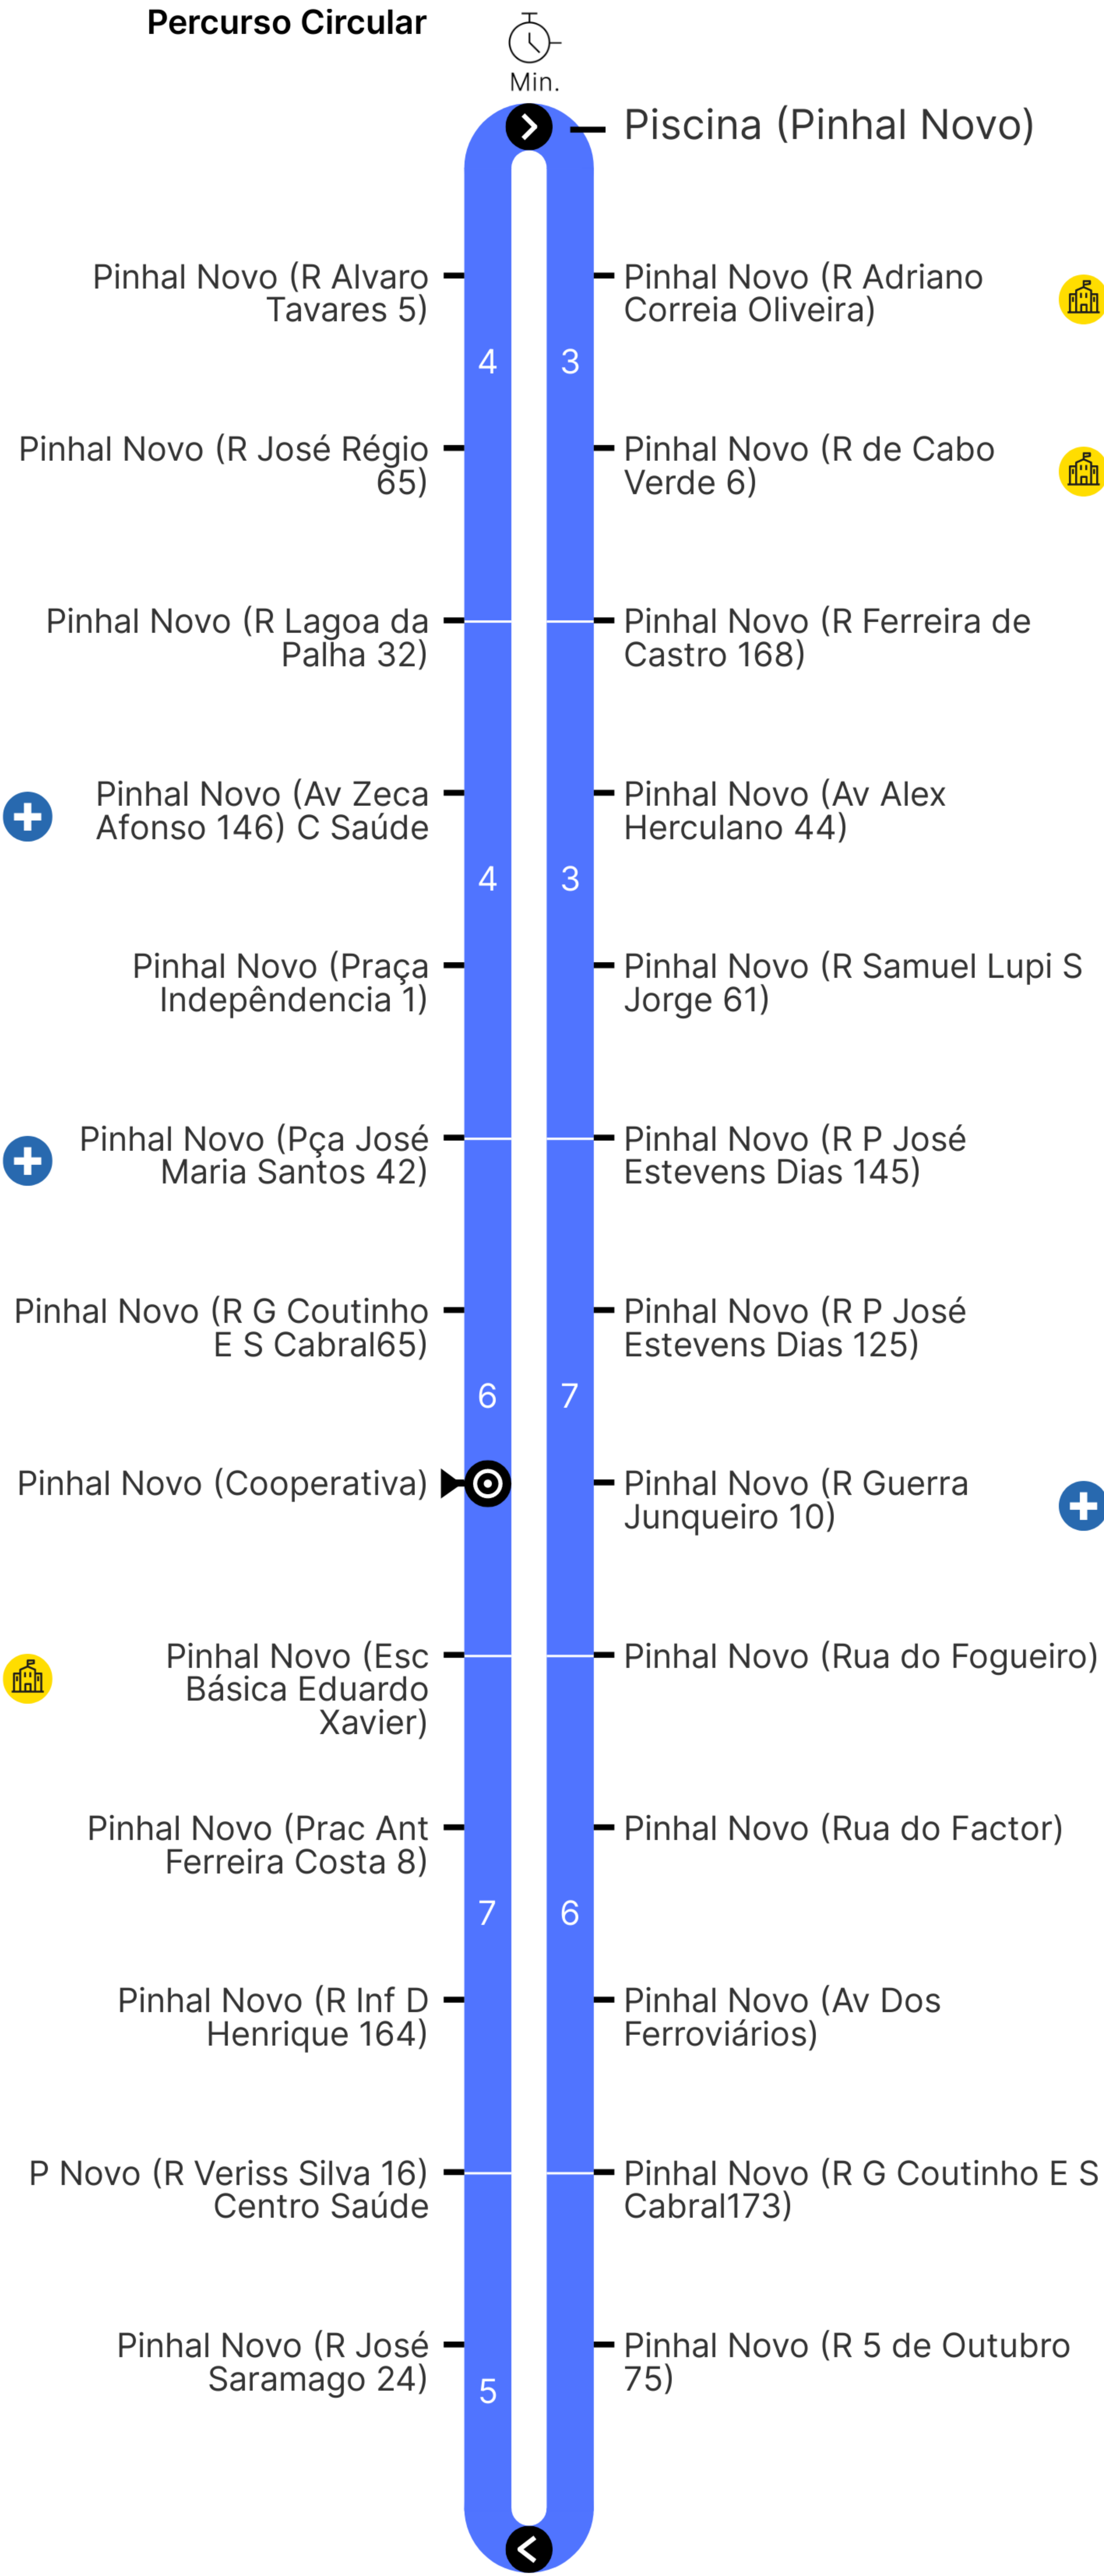 Percurso Circular
Min.
Piscina (Pinhal Novo)
Pinhal Novo (R Alvaro
Tavares 5)
Pinhal Novo (R Adriano
Correia Oliveira)
4
3
Pinhal Novo (R José Régio
65)
Pinhal Novo (R de Cabo
Verde 6)
Pinhal Novo (R Lagoa da
Palha 32)
Pinhal Novo (R Ferreira de
Castro 168)
Pinhal Novo (Av Zeca
Afonso 146) C Saúde
Pinhal Novo (Av Alex
Herculano 44)
4
3
Pinhal Novo (Praça
Indepêndencia 1)
Pinhal Novo (R Samuel Lupi S
Jorge 61)
Pinhal Novo (Pça José
Maria Santos 42)
Pinhal Novo (R P José
Estevens Dias 145)
Pinhal Novo (R G Coutinho
E S Cabral65)
Pinhal Novo (R P José
Estevens Dias 125)
6
7
Pinhal Novo (Cooperativa)
Pinhal Novo (R Guerra
Junqueiro 10)
Pinhal Novo (Esc
Básica Eduardo
Xavier)
Pinhal Novo (Rua do Fogueiro)
Pinhal Novo (Prac Ant
Ferreira Costa 8)
Pinhal Novo (Rua do Factor)
7
6
Pinhal Novo (R Inf D
Henrique 164)
Pinhal Novo (Av Dos
Ferroviários)
P Novo (R Veriss Silva 16)
Centro Saúde
Pinhal Novo (R G Coutinho E S
Cabral173)
Pinhal Novo (R José
Saramago 24)
Pinhal Novo (R 5 de Outubro
75)
5